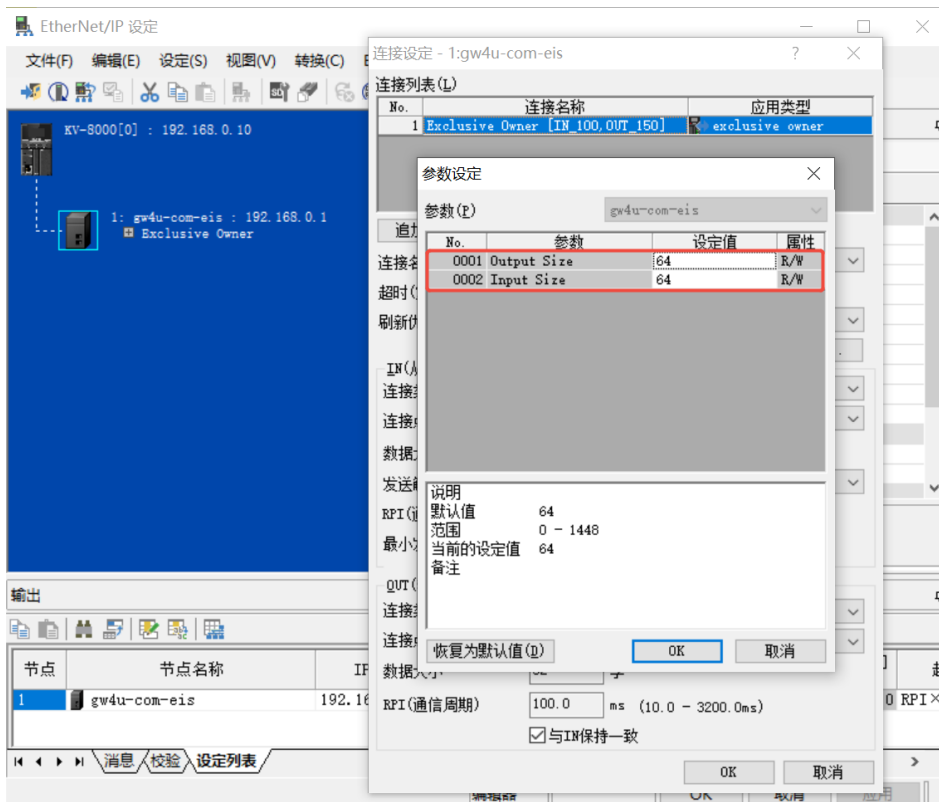 EtherNet/IP 设定
文件(F) 编辑(E) 设定(S) 视图(V) 转换(C)
KV-8000[0] : 192.168.0.10
1: gw4u-com-eis : 192.168.0.1
Exclusive Owner
连接设定 - 1:gw4u-com-eis
连接列表(L)
No. 连接名称 应用类型
1 Exclusive Owner [IN_100,OUT_150] exclusive owner
参数设定
参数(P) gw4u-com-eis
No. 参数 设定值 属性
0001 Output Size 64 R/W
0002 Input Size 64 R/W
说明
默认值 64
范围 0 - 1448
当前的设定值 64
备注
恢复为默认值(D) OK 取消
追加
连接名
超时(
刷新优
IN(从
连接类
连接点
数据大
发送触
RPI(通
最小发
OUT(
连接类
连接点
数据大小 字
RPI(通信周期) 100.0 ms (10.0 - 3200.0ms)
与IN保持一致
OK 取消
输出
节点 节点名称 IP
1 gw4u-com-eis 192.16
0 RPI×
消息 校验 设定列表
编辑器 OK 取消 应用